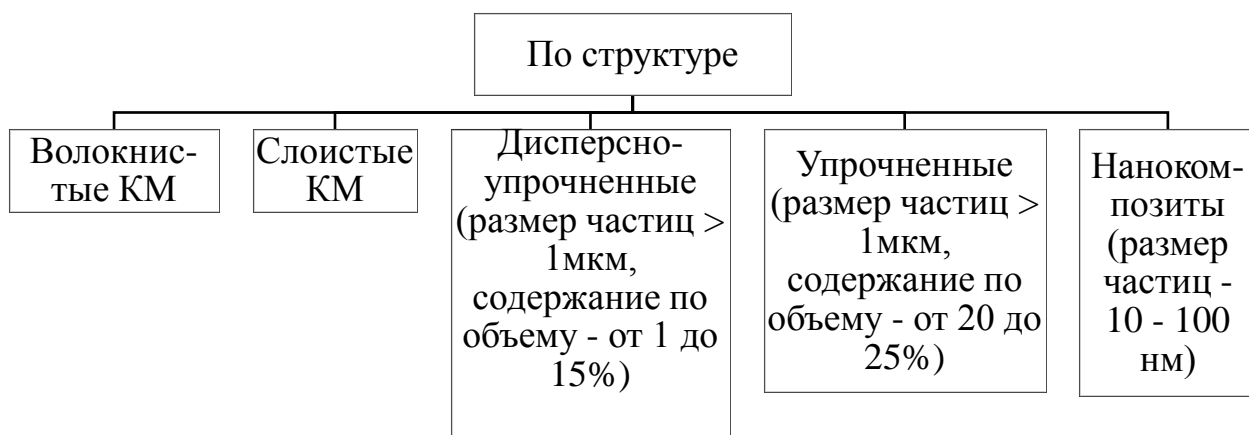 По структуре
Волокнис-
тые КМ
Слоистые
КМ
Дисперсно-
упрочненные
(размер частиц >
1мкм,
содержание по
объему - от 1 до
15%)
Упрочненные
(размер частиц >
1мкм,
содержание по
объему - от 20 до
25%)
Наноком-
позиты
(размер
частиц -
10 - 100
нм)